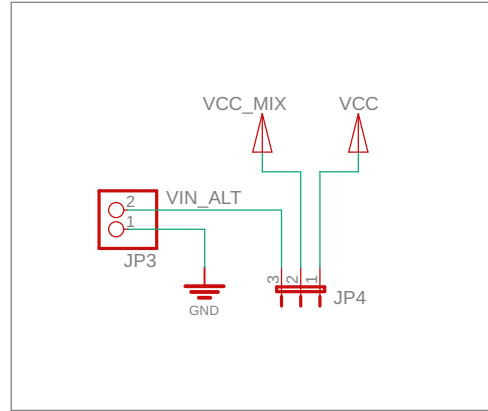 VCC_MIX
VCC
2
VIN_ALT
1
JP3
3
2
1
JP4
GND